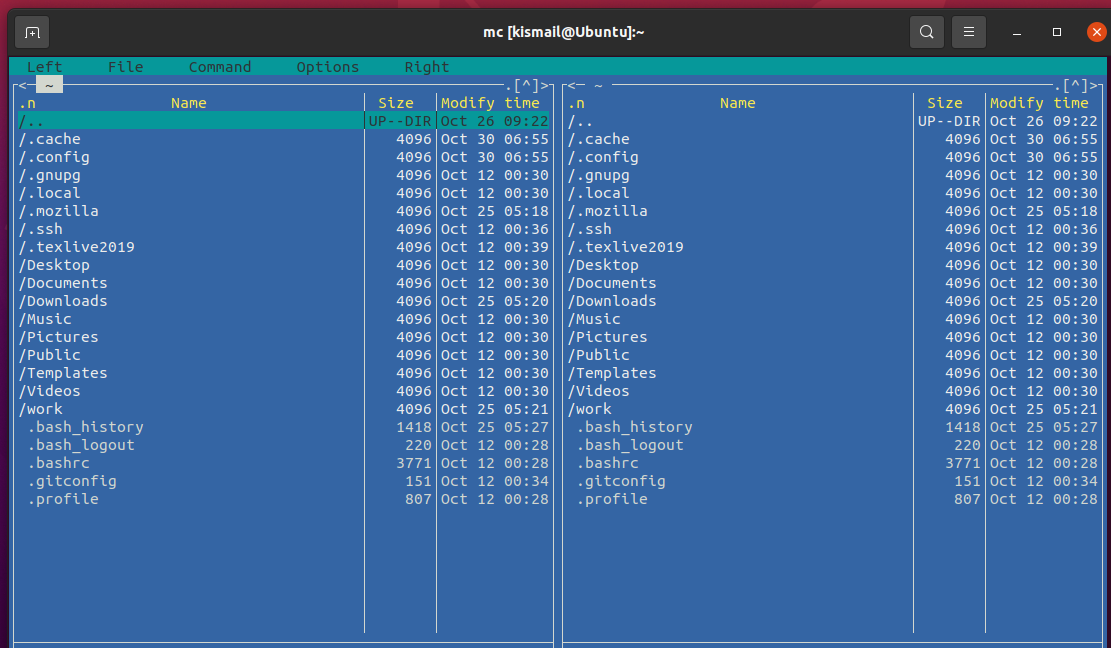 mc [kismail@Ubuntu]:~
Left File Command Options Right
<─ ~ .[^]>
.n Name Size Modify time
/.. UP--DIR Oct 26 09:22
/.cache 4096 Oct 30 06:55
/.config 4096 Oct 30 06:55
/.gnupg 4096 Oct 12 00:30
/.local 4096 Oct 12 00:30
/.mozilla 4096 Oct 25 05:18
/.ssh 4096 Oct 12 00:36
/.texlive2019 4096 Oct 12 00:39
/Desktop 4096 Oct 12 00:30
/Documents 4096 Oct 12 00:30
/Downloads 4096 Oct 25 05:20
/Music 4096 Oct 12 00:30
/Pictures 4096 Oct 12 00:30
/Public 4096 Oct 12 00:30
/Templates 4096 Oct 12 00:30
/Videos 4096 Oct 12 00:30
/work 4096 Oct 25 05:21
.bash_history 1418 Oct 25 05:27
.bash_logout 220 Oct 12 00:28
.bashrc 3771 Oct 12 00:28
.gitconfig 151 Oct 12 00:34
.profile 807 Oct 12 00:28
<─ ~ .[^]>
.n Name Size Modify time
/.. UP--DIR Oct 26 09:22
/.cache 4096 Oct 30 06:55
/.config 4096 Oct 30 06:55
/.gnupg 4096 Oct 12 00:30
/.local 4096 Oct 12 00:30
/.mozilla 4096 Oct 25 05:18
/.ssh 4096 Oct 12 00:36
/.texlive2019 4096 Oct 12 00:39
/Desktop 4096 Oct 12 00:30
/Documents 4096 Oct 12 00:30
/Downloads 4096 Oct 25 05:20
/Music 4096 Oct 12 00:30
/Pictures 4096 Oct 12 00:30
/Public 4096 Oct 12 00:30
/Templates 4096 Oct 12 00:30
/Videos 4096 Oct 12 00:30
/work 4096 Oct 25 05:21
.bash_history 1418 Oct 25 05:27
.bash_logout 220 Oct 12 00:28
.bashrc 3771 Oct 12 00:28
.gitconfig 151 Oct 12 00:34
.profile 807 Oct 12 00:28